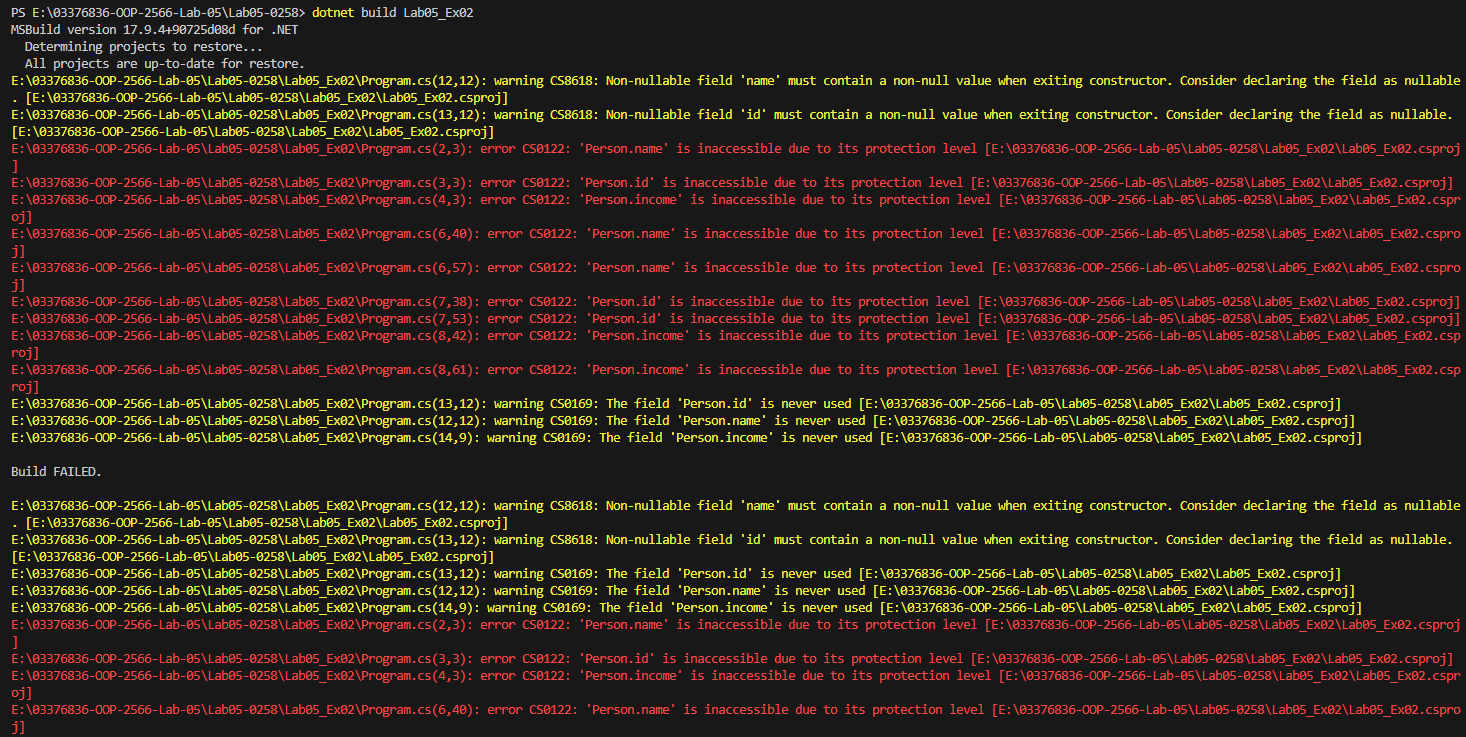 PS E:\03376836-OOP-2566-Lab-05\Lab05-0258> dotnet build Lab05_Ex02
MSBuild version 17.9.4+90725d08d for .NET
  Determining projects to restore...
  All projects are up-to-date for restore.
E:\03376836-OOP-2566-Lab-05\Lab05-0258\Lab05_Ex02\Program.cs(12,12): warning CS8618: Non-nullable field 'name' must contain a non-null value when exiting constructor. Consider declaring the field as nullable
. [E:\03376836-OOP-2566-Lab-05\Lab05-0258\Lab05_Ex02\Lab05_Ex02.csproj]
E:\03376836-OOP-2566-Lab-05\Lab05-0258\Lab05_Ex02\Program.cs(13,12): warning CS8618: Non-nullable field 'id' must contain a non-null value when exiting constructor. Consider declaring the field as nullable.
[E:\03376836-OOP-2566-Lab-05\Lab05-0258\Lab05_Ex02\Lab05_Ex02.csproj]
E:\03376836-OOP-2566-Lab-05\Lab05-0258\Lab05_Ex02\Program.cs(2,3): error CS0122: 'Person.name' is inaccessible due to its protection level [E:\03376836-OOP-2566-Lab-05\Lab05-0258\Lab05_Ex02\Lab05_Ex02.csproj
]
E:\03376836-OOP-2566-Lab-05\Lab05-0258\Lab05_Ex02\Program.cs(3,3): error CS0122: 'Person.id' is inaccessible due to its protection level [E:\03376836-OOP-2566-Lab-05\Lab05-0258\Lab05_Ex02\Lab05_Ex02.csproj]
E:\03376836-OOP-2566-Lab-05\Lab05-0258\Lab05_Ex02\Program.cs(4,3): error CS0122: 'Person.income' is inaccessible due to its protection level [E:\03376836-OOP-2566-Lab-05\Lab05-0258\Lab05_Ex02\Lab05_Ex02.cspr
oj]
E:\03376836-OOP-2566-Lab-05\Lab05-0258\Lab05_Ex02\Program.cs(6,40): error CS0122: 'Person.name' is inaccessible due to its protection level [E:\03376836-OOP-2566-Lab-05\Lab05-0258\Lab05_Ex02\Lab05_Ex02.cspro
j]
E:\03376836-OOP-2566-Lab-05\Lab05-0258\Lab05_Ex02\Program.cs(6,57): error CS0122: 'Person.name' is inaccessible due to its protection level [E:\03376836-OOP-2566-Lab-05\Lab05-0258\Lab05_Ex02\Lab05_Ex02.cspro
j]
E:\03376836-OOP-2566-Lab-05\Lab05-0258\Lab05_Ex02\Program.cs(7,38): error CS0122: 'Person.id' is inaccessible due to its protection level [E:\03376836-OOP-2566-Lab-05\Lab05-0258\Lab05_Ex02\Lab05_Ex02.csproj]
E:\03376836-OOP-2566-Lab-05\Lab05-0258\Lab05_Ex02\Program.cs(7,53): error CS0122: 'Person.id' is inaccessible due to its protection level [E:\03376836-OOP-2566-Lab-05\Lab05-0258\Lab05_Ex02\Lab05_Ex02.csproj]
E:\03376836-OOP-2566-Lab-05\Lab05-0258\Lab05_Ex02\Program.cs(8,42): error CS0122: 'Person.income' is inaccessible due to its protection level [E:\03376836-OOP-2566-Lab-05\Lab05-0258\Lab05_Ex02\Lab05_Ex02.csp
roj]
E:\03376836-OOP-2566-Lab-05\Lab05-0258\Lab05_Ex02\Program.cs(8,61): error CS0122: 'Person.income' is inaccessible due to its protection level [E:\03376836-OOP-2566-Lab-05\Lab05-0258\Lab05_Ex02\Lab05_Ex02.csp
roj]
E:\03376836-OOP-2566-Lab-05\Lab05-0258\Lab05_Ex02\Program.cs(13,12): warning CS0169: The field 'Person.id' is never used [E:\03376836-OOP-2566-Lab-05\Lab05-0258\Lab05_Ex02\Lab05_Ex02.csproj]
E:\03376836-OOP-2566-Lab-05\Lab05-0258\Lab05_Ex02\Program.cs(12,12): warning CS0169: The field 'Person.name' is never used [E:\03376836-OOP-2566-Lab-05\Lab05-0258\Lab05_Ex02\Lab05_Ex02.csproj]
E:\03376836-OOP-2566-Lab-05\Lab05-0258\Lab05_Ex02\Program.cs(14,9): warning CS0169: The field 'Person.income' is never used [E:\03376836-OOP-2566-Lab-05\Lab05-0258\Lab05_Ex02\Lab05_Ex02.csproj]
Build FAILED.
E:\03376836-OOP-2566-Lab-05\Lab05-0258\Lab05_Ex02\Program.cs(12,12): warning CS8618: Non-nullable field 'name' must contain a non-null value when exiting constructor. Consider declaring the field as nullable
. [E:\03376836-OOP-2566-Lab-05\Lab05-0258\Lab05_Ex02\Lab05_Ex02.csproj]
E:\03376836-OOP-2566-Lab-05\Lab05-0258\Lab05_Ex02\Program.cs(13,12): warning CS8618: Non-nullable field 'id' must contain a non-null value when exiting constructor. Consider declaring the field as nullable.
[E:\03376836-OOP-2566-Lab-05\Lab05-0258\Lab05_Ex02\Lab05_Ex02.csproj]
E:\03376836-OOP-2566-Lab-05\Lab05-0258\Lab05_Ex02\Program.cs(13,12): warning CS0169: The field 'Person.id' is never used [E:\03376836-OOP-2566-Lab-05\Lab05-0258\Lab05_Ex02\Lab05_Ex02.csproj]
E:\03376836-OOP-2566-Lab-05\Lab05-0258\Lab05_Ex02\Program.cs(12,12): warning CS0169: The field 'Person.name' is never used [E:\03376836-OOP-2566-Lab-05\Lab05-0258\Lab05_Ex02\Lab05_Ex02.csproj]
E:\03376836-OOP-2566-Lab-05\Lab05-0258\Lab05_Ex02\Program.cs(14,9): warning CS0169: The field 'Person.income' is never used [E:\03376836-OOP-2566-Lab-05\Lab05-0258\Lab05_Ex02\Lab05_Ex02.csproj]
E:\03376836-OOP-2566-Lab-05\Lab05-0258\Lab05_Ex02\Program.cs(2,3): error CS0122: 'Person.name' is inaccessible due to its protection level [E:\03376836-OOP-2566-Lab-05\Lab05-0258\Lab05_Ex02\Lab05_Ex02.csproj
]
E:\03376836-OOP-2566-Lab-05\Lab05-0258\Lab05_Ex02\Program.cs(3,3): error CS0122: 'Person.id' is inaccessible due to its protection level [E:\03376836-OOP-2566-Lab-05\Lab05-0258\Lab05_Ex02\Lab05_Ex02.csproj]
E:\03376836-OOP-2566-Lab-05\Lab05-0258\Lab05_Ex02\Program.cs(4,3): error CS0122: 'Person.income' is inaccessible due to its protection level [E:\03376836-OOP-2566-Lab-05\Lab05-0258\Lab05_Ex02\Lab05_Ex02.cspr
oj]
E:\03376836-OOP-2566-Lab-05\Lab05-0258\Lab05_Ex02\Program.cs(6,40): error CS0122: 'Person.name' is inaccessible due to its protection level [E:\03376836-OOP-2566-Lab-05\Lab05-0258\Lab05_Ex02\Lab05_Ex02.cspro
j]